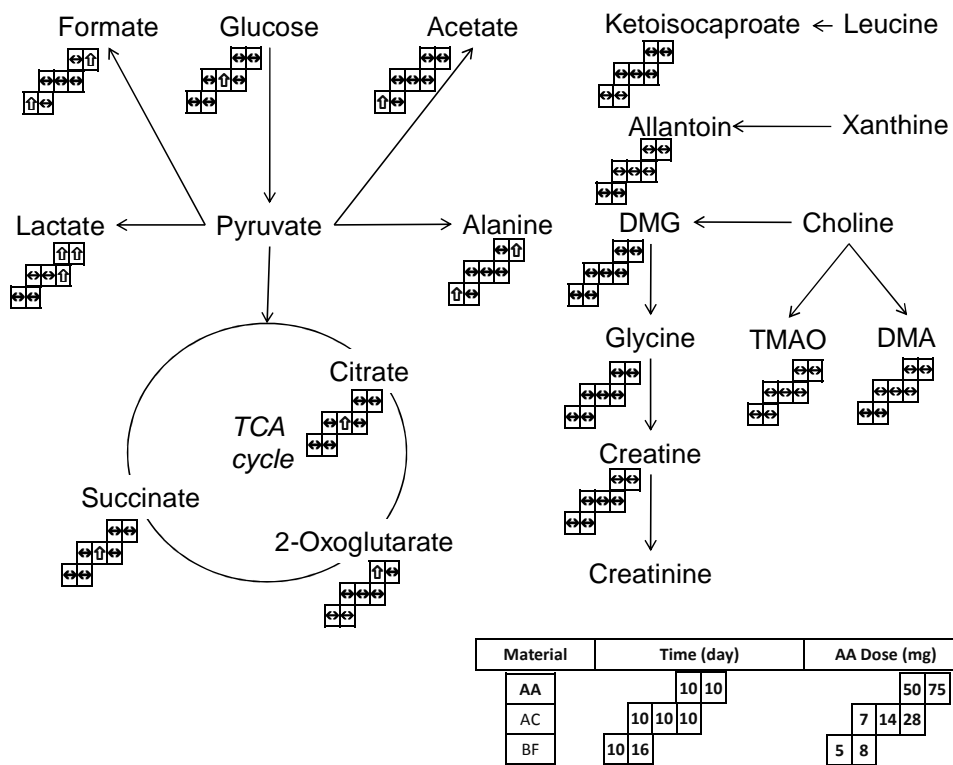 Formate Glucose Acetate Ketoisocaproate Leucine
Allantoin Xanthine
Lactate Pyruvate Alanine DMG Choline
Glycine TMAO DMA
Citrate
TCA
cycle
Creatine
Succinate
2-Oxoglutarate
Creatinine
Material Time (day) AA Dose (mg)
AA 10 10 50 75
AC 10 10 10 7 14 28
BF 10 16 5 8